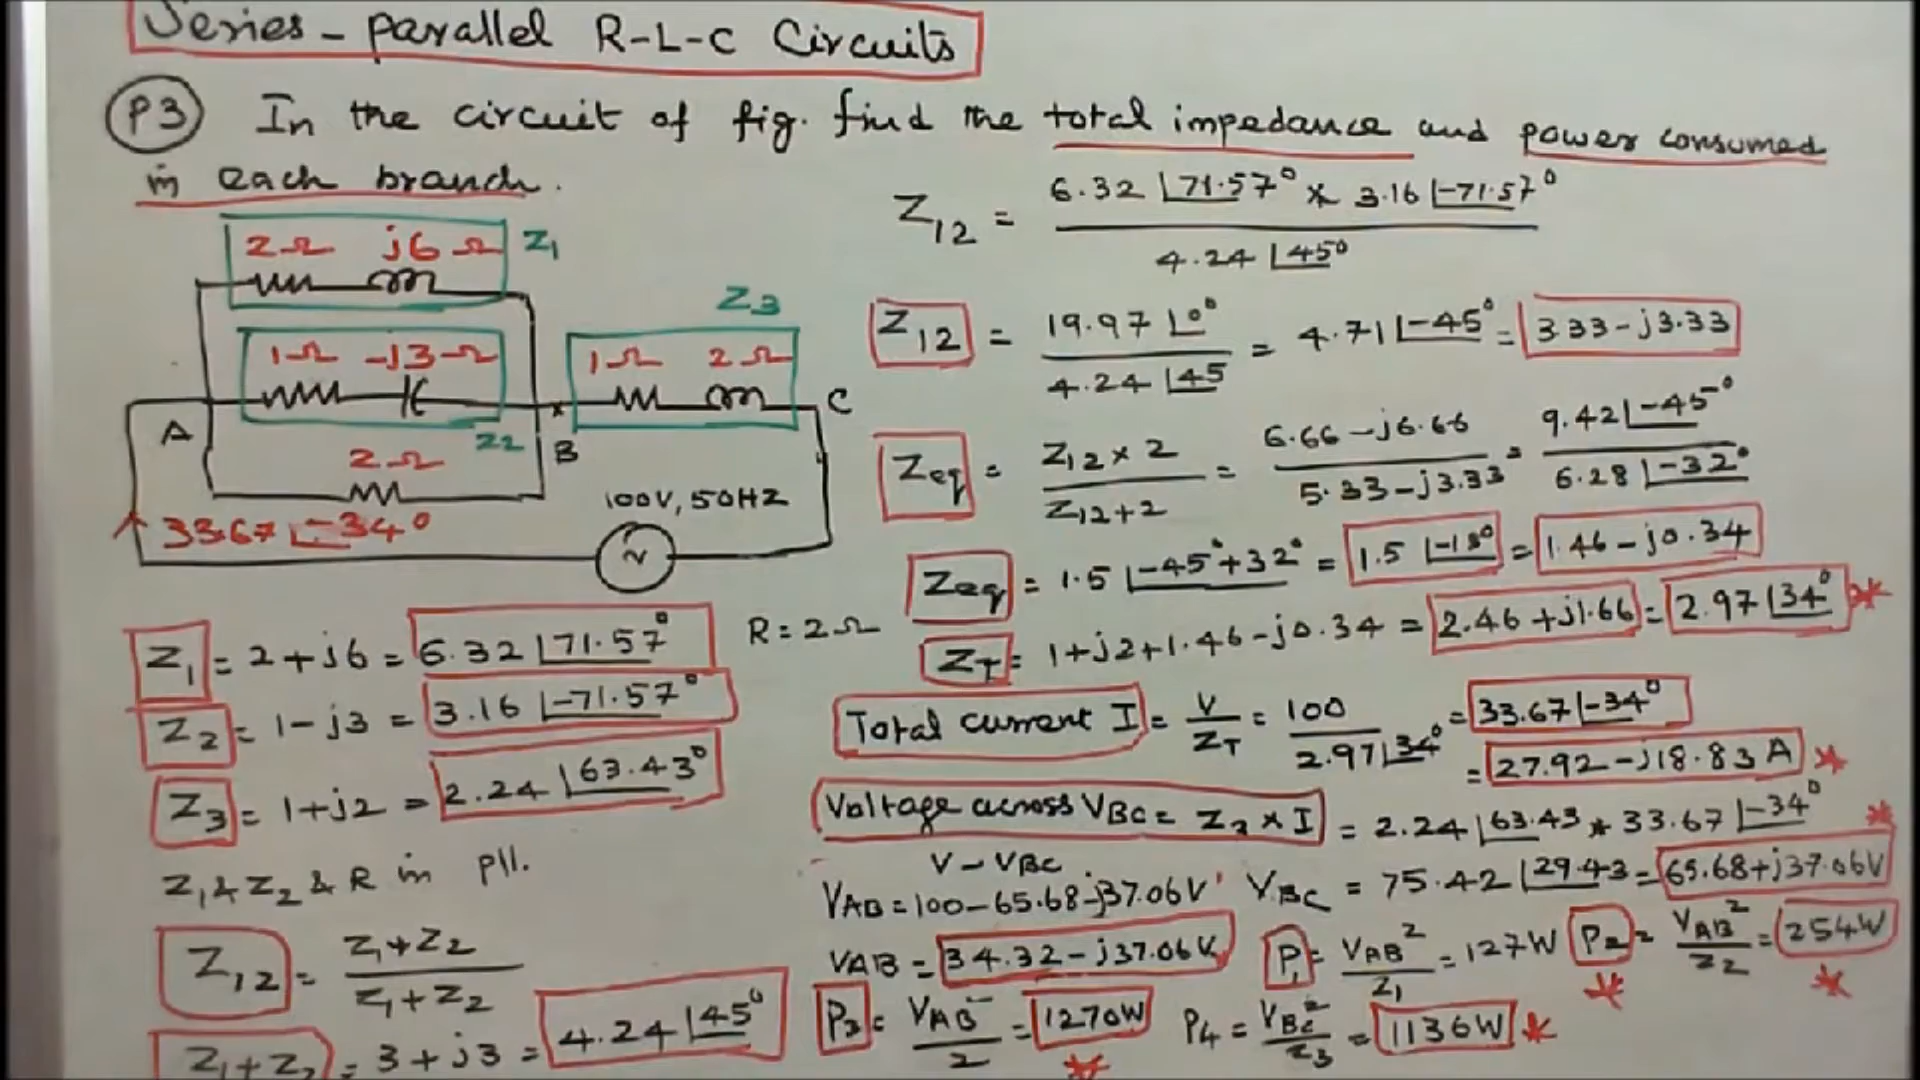 Series - parallel R-L-C Circuits
P3 In the circuit of fig. find the total impedance and power consumed
in each branch.
2Ω j6Ω Z1
1Ω -j3Ω Z2
2Ω
Z3
1Ω 2Ω
A B C
100V, 50HZ
33.67 ∠-34°
Z1 = 2+j6 = 6.32 ∠71.57°
R = 2Ω
Z2 = 1-j3 = 3.16 ∠-71.57°
Z3 = 1+j2 = 2.24 ∠63.43°
Z1 & Z2 & R in pll.
Z12 = Z1+Z2 / Z1+Z2
Z1+Z2 = 3+j3 = 4.24 ∠45°
Z12 = 6.32 ∠71.57° * 3.16 ∠-71.57° / 4.24 ∠45°
Z12 = 19.97 ∠0° / 4.24 ∠45 = 4.71 ∠-45° = 3.33-j3.33
Zeq = Z12 x 2 / Z12+2 = 6.66-j6.66 / 5.33-j3.33 = 9.42 ∠-45° / 6.28 ∠-32°
Zeq = 1.5 ∠-45°+32° = 1.5 ∠-13° = 1.46-j0.34
ZT = 1+j2+1.46-j0.34 = 2.46+j1.66 = 2.97 ∠34°
Total current I = V / ZT = 100 / 2.97 ∠34° = 33.67 ∠-34°
= 27.92-j18.83 A
Voltage across VBC = Z3 x I = 2.24 ∠63.43 * 33.67 ∠-34°
V - VBC
VAB = 100-65.68-j37.06V
VBC = 75.42 ∠29.43 = 65.68+j37.06V
VAB = 34.32-j37.06V
P1 = VAB² / Z1 = 127W
P2 = VAB² / Z2 = 254W
P3 = VAB² / 2 = 1270W
P4 = VBC² / Z3 = 1136W